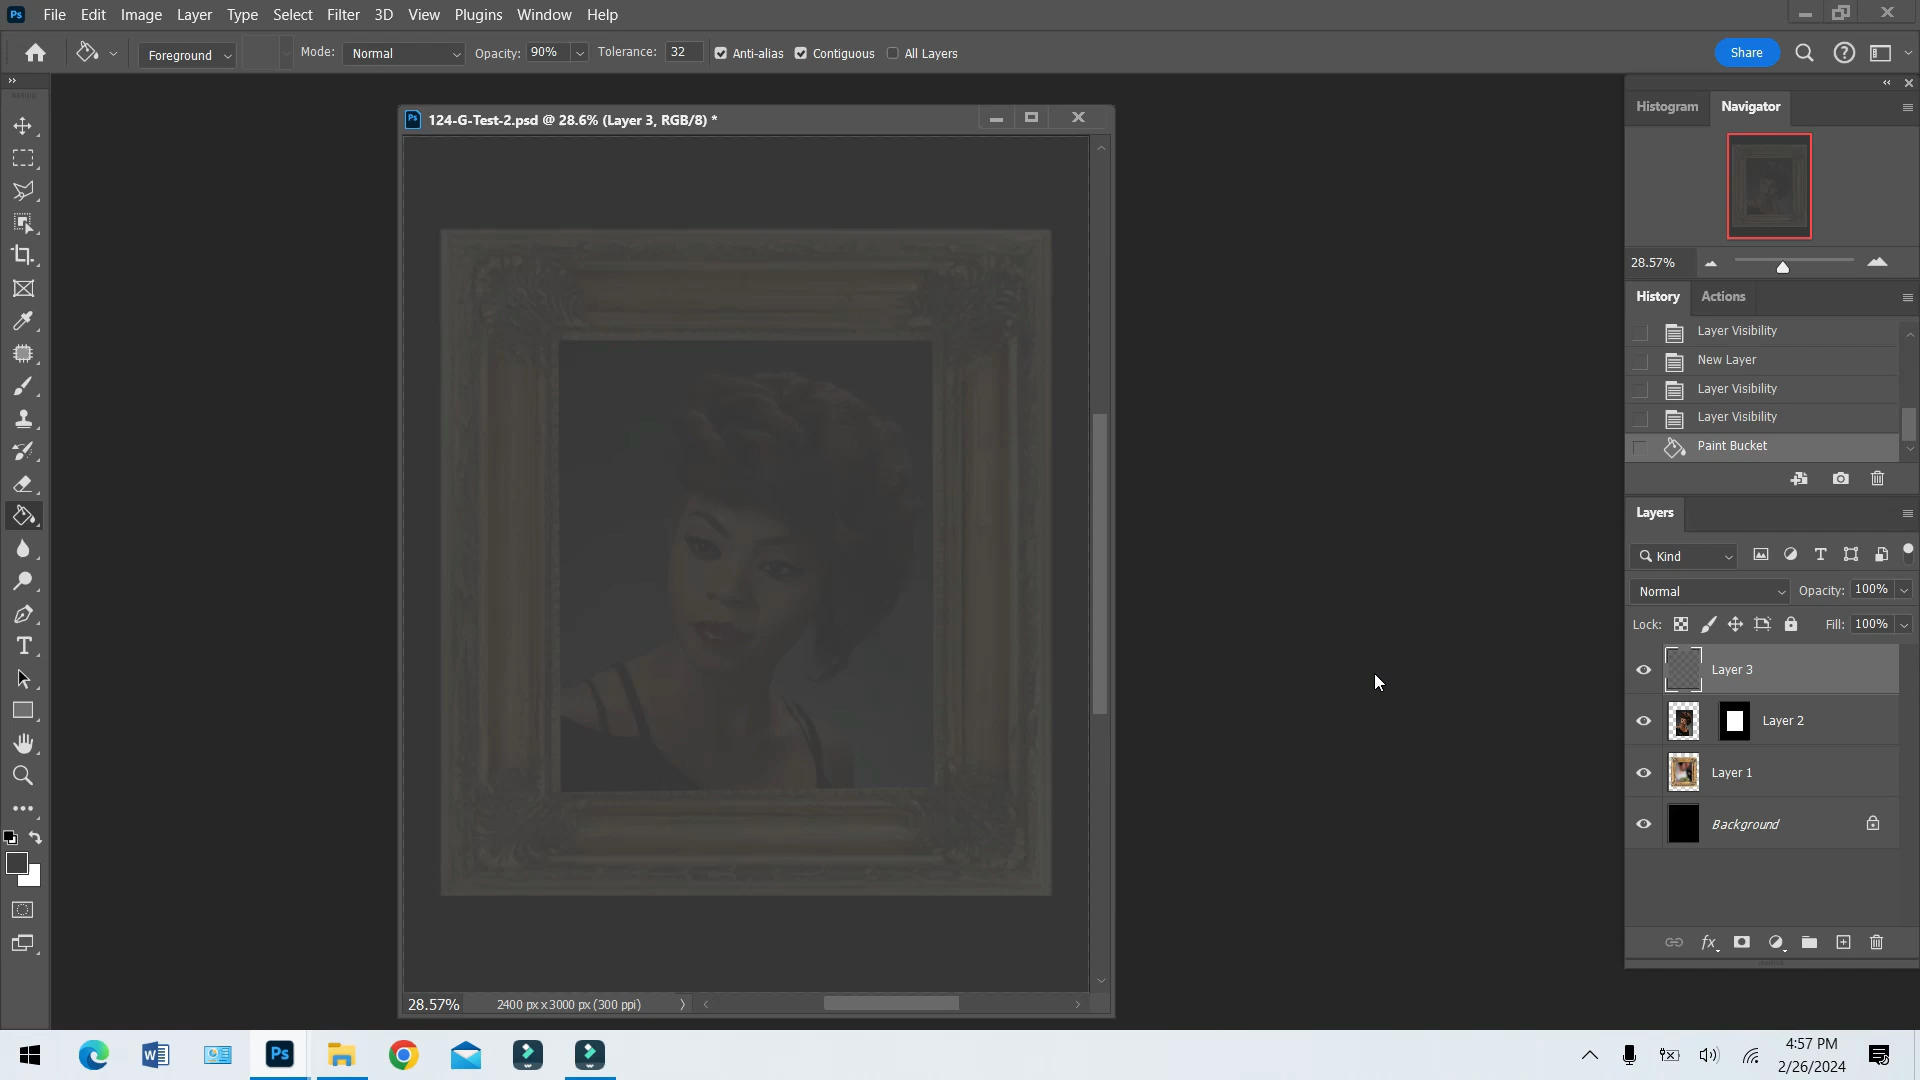 Ps File Edit Image Layer Type Select Filter 3D View Plugins Window Help
Foreground Mode: Normal Opacity: 90% Tolerance: 32 Anti-alias Contiguous All Layers Share
Ps 124-G-Test-2.psd @ 28.6% (Layer 3, RGB/8) *
Histogram Navigator
28.57%
History Actions
Layer Visibility
New Layer
Layer Visibility
Layer Visibility
Paint Bucket
Layers
Kind
Normal Opacity: 100%
Lock: Fill: 100%
Layer 3
Layer 2
Layer 1
Background
fx
28.57% 2400 px x 3000 px (300 ppi)
Ps
4:57 PM
2/26/2024